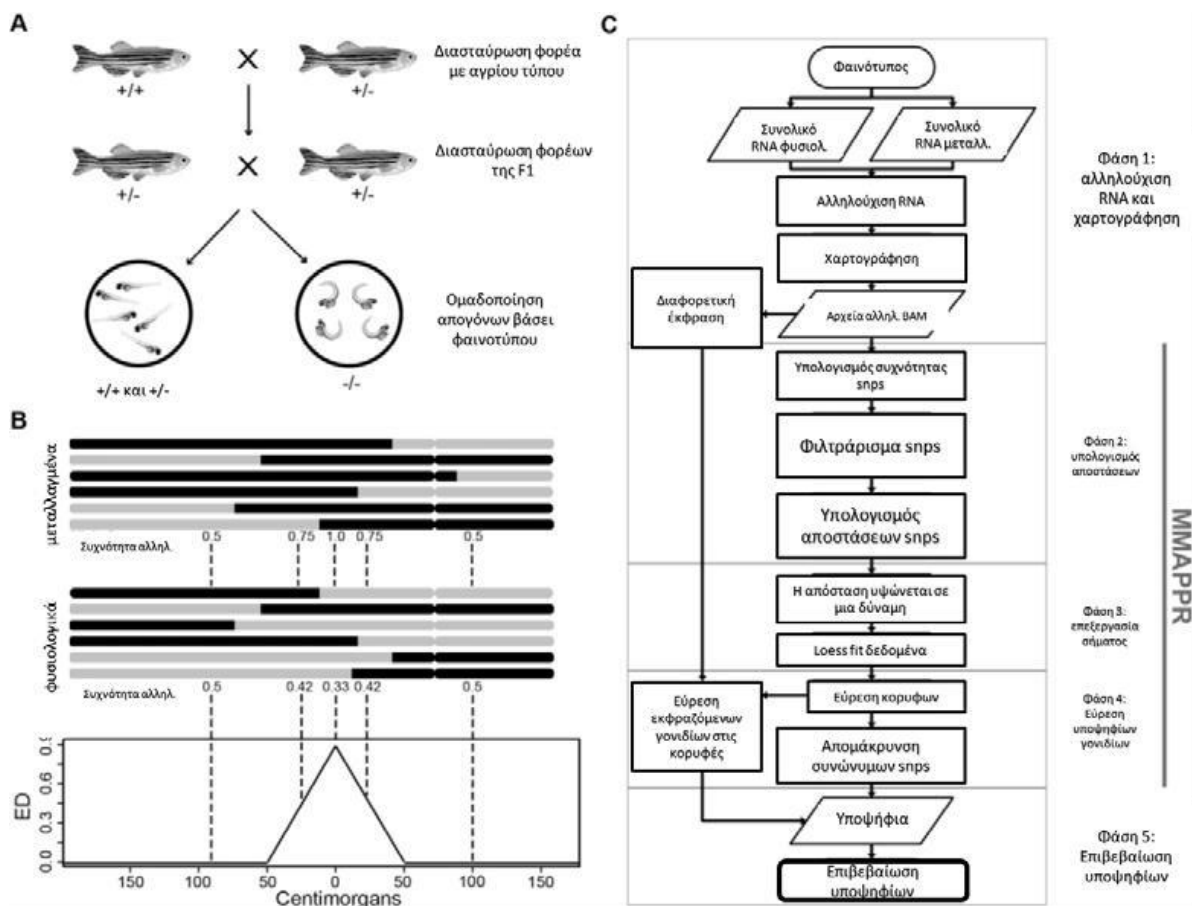 A
Διασταύρωση φορέα
με αγρίου τύπου
+/+
+/-
Διασταύρωση φορέων
της F1
+/-
+/-
Ομαδοποίηση
απογόνων βάσει
φαινοτύπου
+/+ και +/-
-/-
B
μεταλλαγμένα
Συχνότητα αλληλ.
0.5
0.75
1.0
0.75
0.5
φυσιολογικά
Συχνότητα αλληλ.
0.5
0.42
0.33
0.42
0.5
ED
0.6
0.3
0.0
150
100
50
0
50
100
150
Centimorgans
C
Φαινότυπος
Συνολικό
RNA φυσιολ.
Συνολικό
RNA μεταλλ.
Αλληλούχιση RNA
Χαρτογράφηση
Διαφορετική
έκφραση
Αρχεία αλληλ. BAM
Φάση 1:
αλληλούχιση
RNA και
χαρτογράφηση
Υπολογισμός συχνότητας
snps
Φιλτράρισμα snps
Υπολογισμός
αποστάσεων snps
Φάση 2:
υπολογισμός
αποστάσεων
Η απόσταση υψώνεται σε
μια δύναμη
Loess fit δεδομένα
Φάση 3:
επεξεργασία
σήματος
Εύρεση κορυφων
Εύρεση
εκφραζόμενων
γονιδίων στις
κορυφές
Απομάκρυνση
συνώνυμων snps
Φάση 4:
Εύρεση
υποψηφίων
γονιδίων
MMAPPR
Υποψήφια
Επιβεβαίωση
υποψηφίων
Φάση 5:
Επιβεβαίωση
υποψηφίων